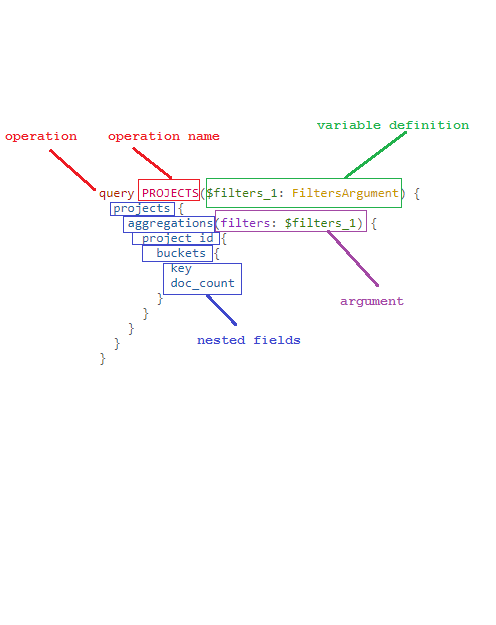 variable definition
operation operation name
query PROJECTS($filters_1: FiltersArgument) {
projects {
aggregations(filters: $filters_1) {
project_id {
buckets {
key
doc_count
}
}
}
}
}
argument
nested fields